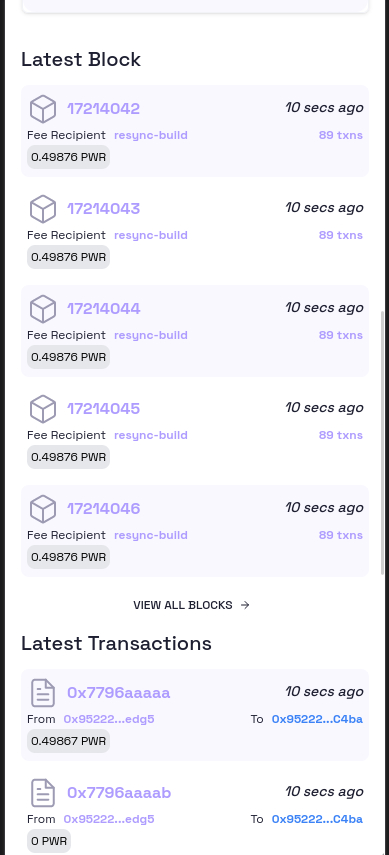 Latest Block
17214042 10 secs ago
Fee Recipient resync-build 89 txns
0.49876 PWR
17214043 10 secs ago
Fee Recipient resync-build 89 txns
0.49876 PWR
17214044 10 secs ago
Fee Recipient resync-build 89 txns
0.49876 PWR
17214045 10 secs ago
Fee Recipient resync-build 89 txns
0.49876 PWR
17214046 10 secs ago
Fee Recipient resync-build 89 txns
0.49876 PWR
VIEW ALL BLOCKS →
Latest Transactions
0x7796aaaaa 10 secs ago
From 0x95222...edg5 To 0x95222...C4ba
0.49867 PWR
0x7796aaaab 10 secs ago
From 0x95222...edg5 To 0x95222...C4ba
0 PWR